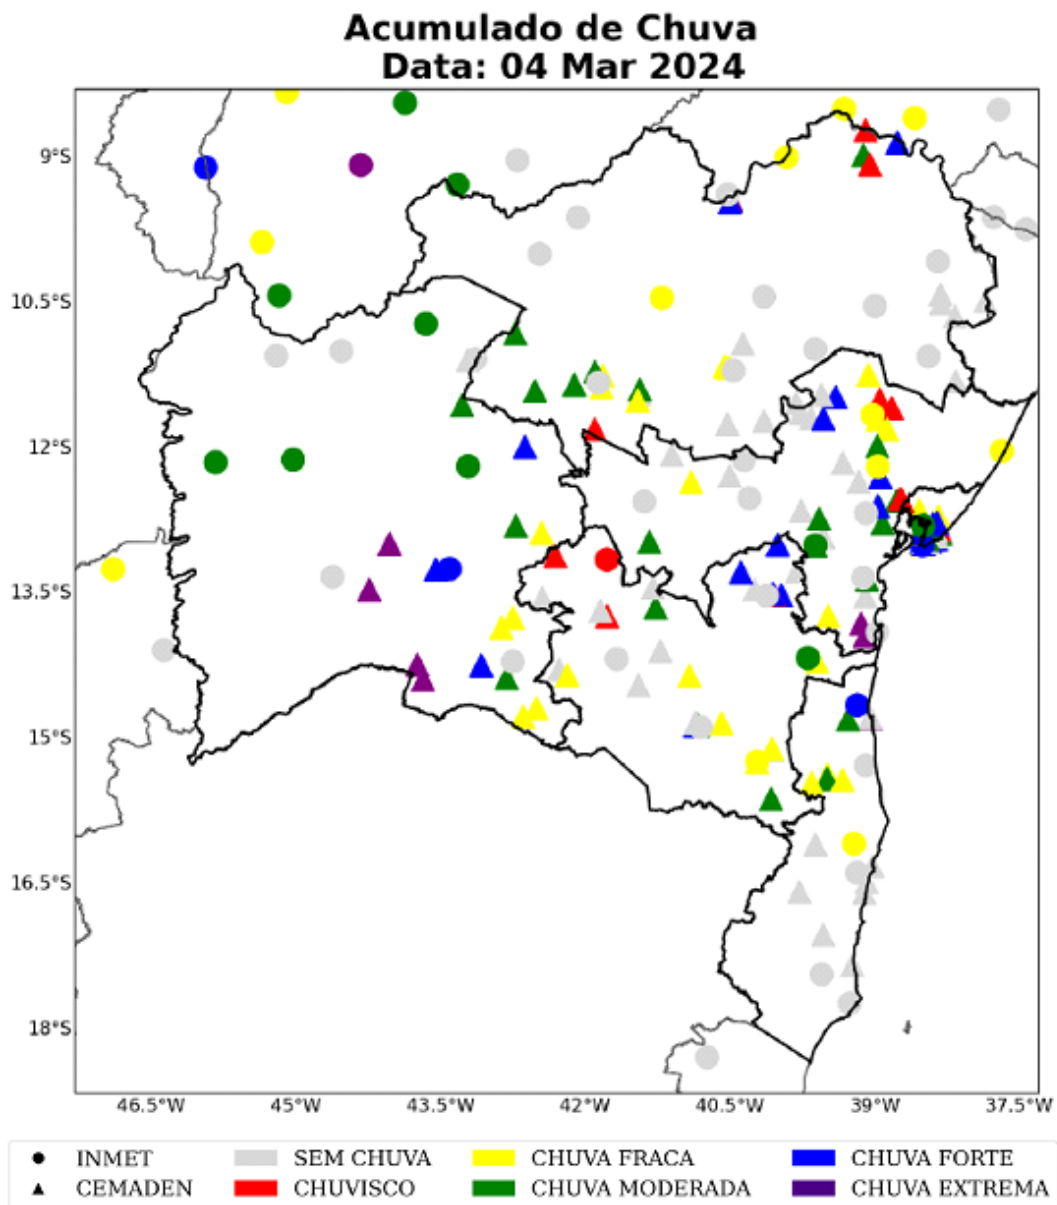 Acumulado de Chuva
Data: 04 Mar 2024
9°S
10.5°S
12°S
13.5°S
15°S
16.5°S
18°S
46.5°W 45°W 43.5°W 42°W 40.5°W 39°W 37.5°W
INMET SEM CHUVA CHUVA FRACA CHUVA FORTE
CEMADEN CHUVISCO CHUVA MODERADA CHUVA EXTREMA